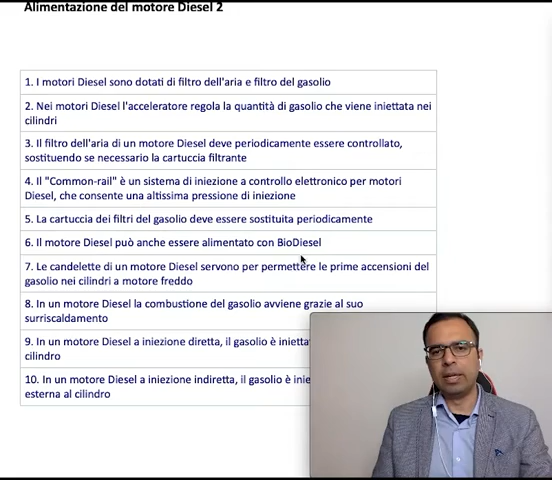 Alimentazione del motore Diesel 2
1. I motori Diesel sono dotati di filtro dell'aria e filtro del gasolio
2. Nei motori Diesel l'acceleratore regola la quantità di gasolio che viene iniettata nei
cilindri
3. Il filtro dell'aria di un motore Diesel deve periodicamente essere controllato,
sostituendo se necessario la cartuccia filtrante
4. Il "Common-rail" è un sistema di iniezione a controllo elettronico per motori
Diesel, che consente una altissima pressione di iniezione
5. La cartuccia dei filtri del gasolio deve essere sostituita periodicamente
6. Il motore Diesel può anche essere alimentato con BioDiesel
7. Le candelette di un motore Diesel servono per permettere le prime accensioni del
gasolio nei cilindri a motore freddo
8. In un motore Diesel la combustione del gasolio avviene grazie al suo
surriscaldamento
9. In un motore Diesel a iniezione diretta, il gasolio è
cilindro
10. In un motore Diesel a iniezione indiretta, il gasolio è
esterna al cilindro